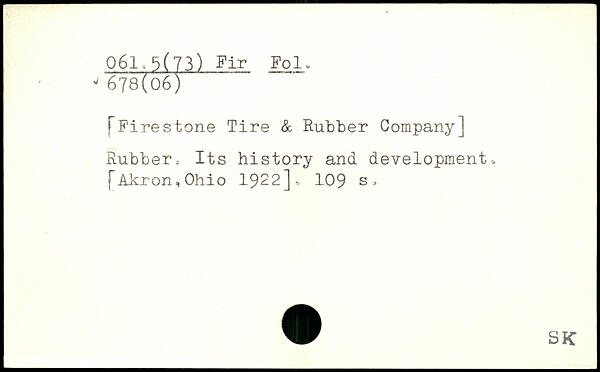 061.5(73) Fir Fol.
✓ 678(06)
[Firestone Tire & Rubber Company]
Rubber. Its history and development.
[Akron,Ohio 1922]. 109 s.
SK